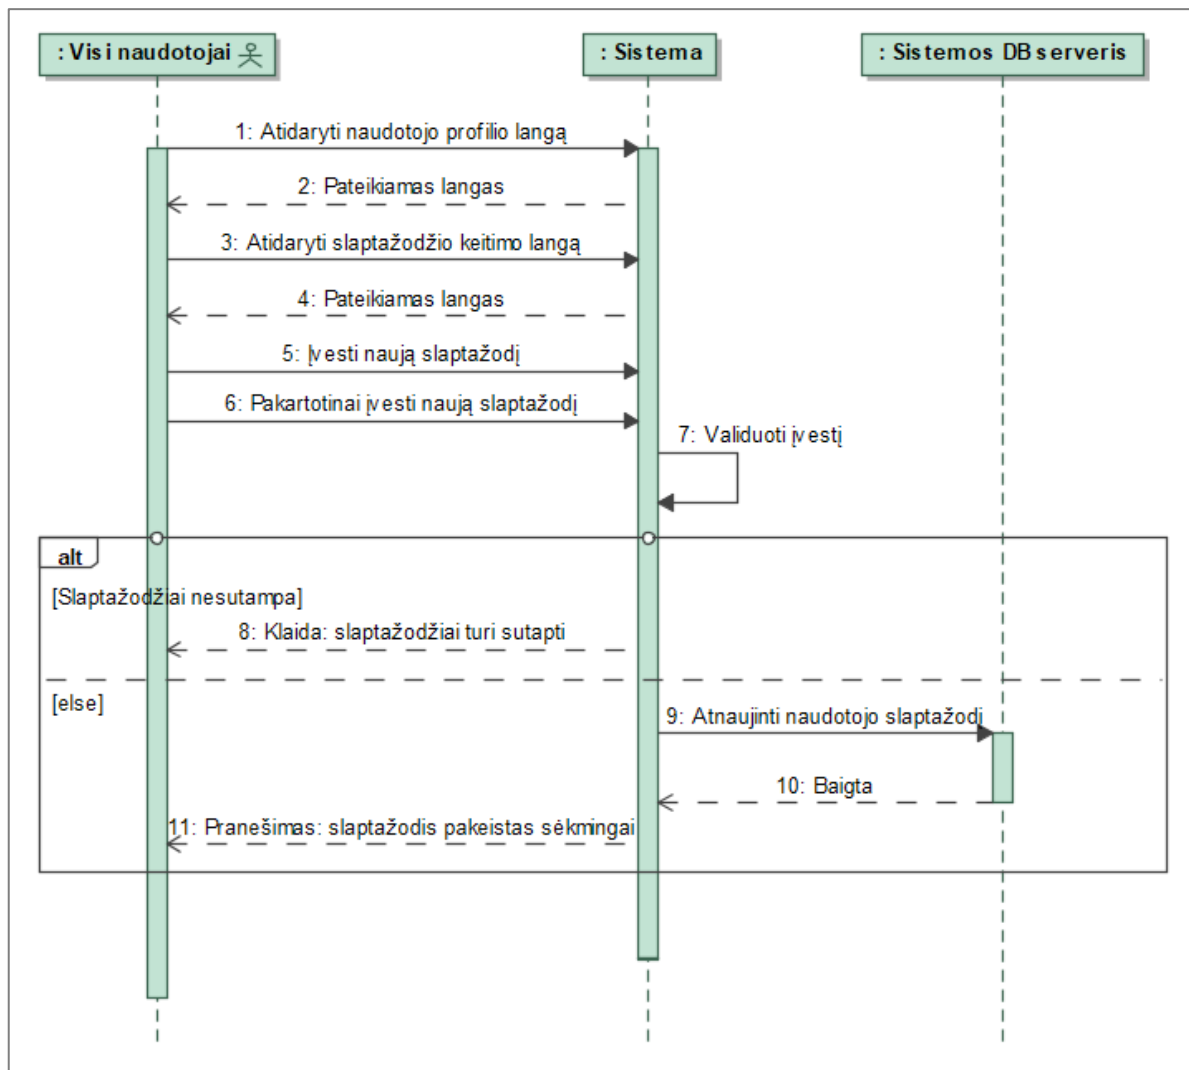 : Visi naudotojai
: Sistema
: Sistemos DB serveris
1: Atidaryti naudotojo profilio langą
2: Pateikiamas langas
3: Atidaryti slaptažodžio keitimo langą
4: Pateikiamas langas
5: Įvesti naują slaptažodį
6: Pakartotinai įvesti naują slaptažodį
7: Validuoti įvestį
alt
[Slaptažodžiai nesutampa]
8: Klaida: slaptažodžiai turi sutapti
[else]
9: Atnaujinti naudotojo slaptažodį
10: Baigta
11: Pranešimas: slaptažodis pakeistas sėkmingai